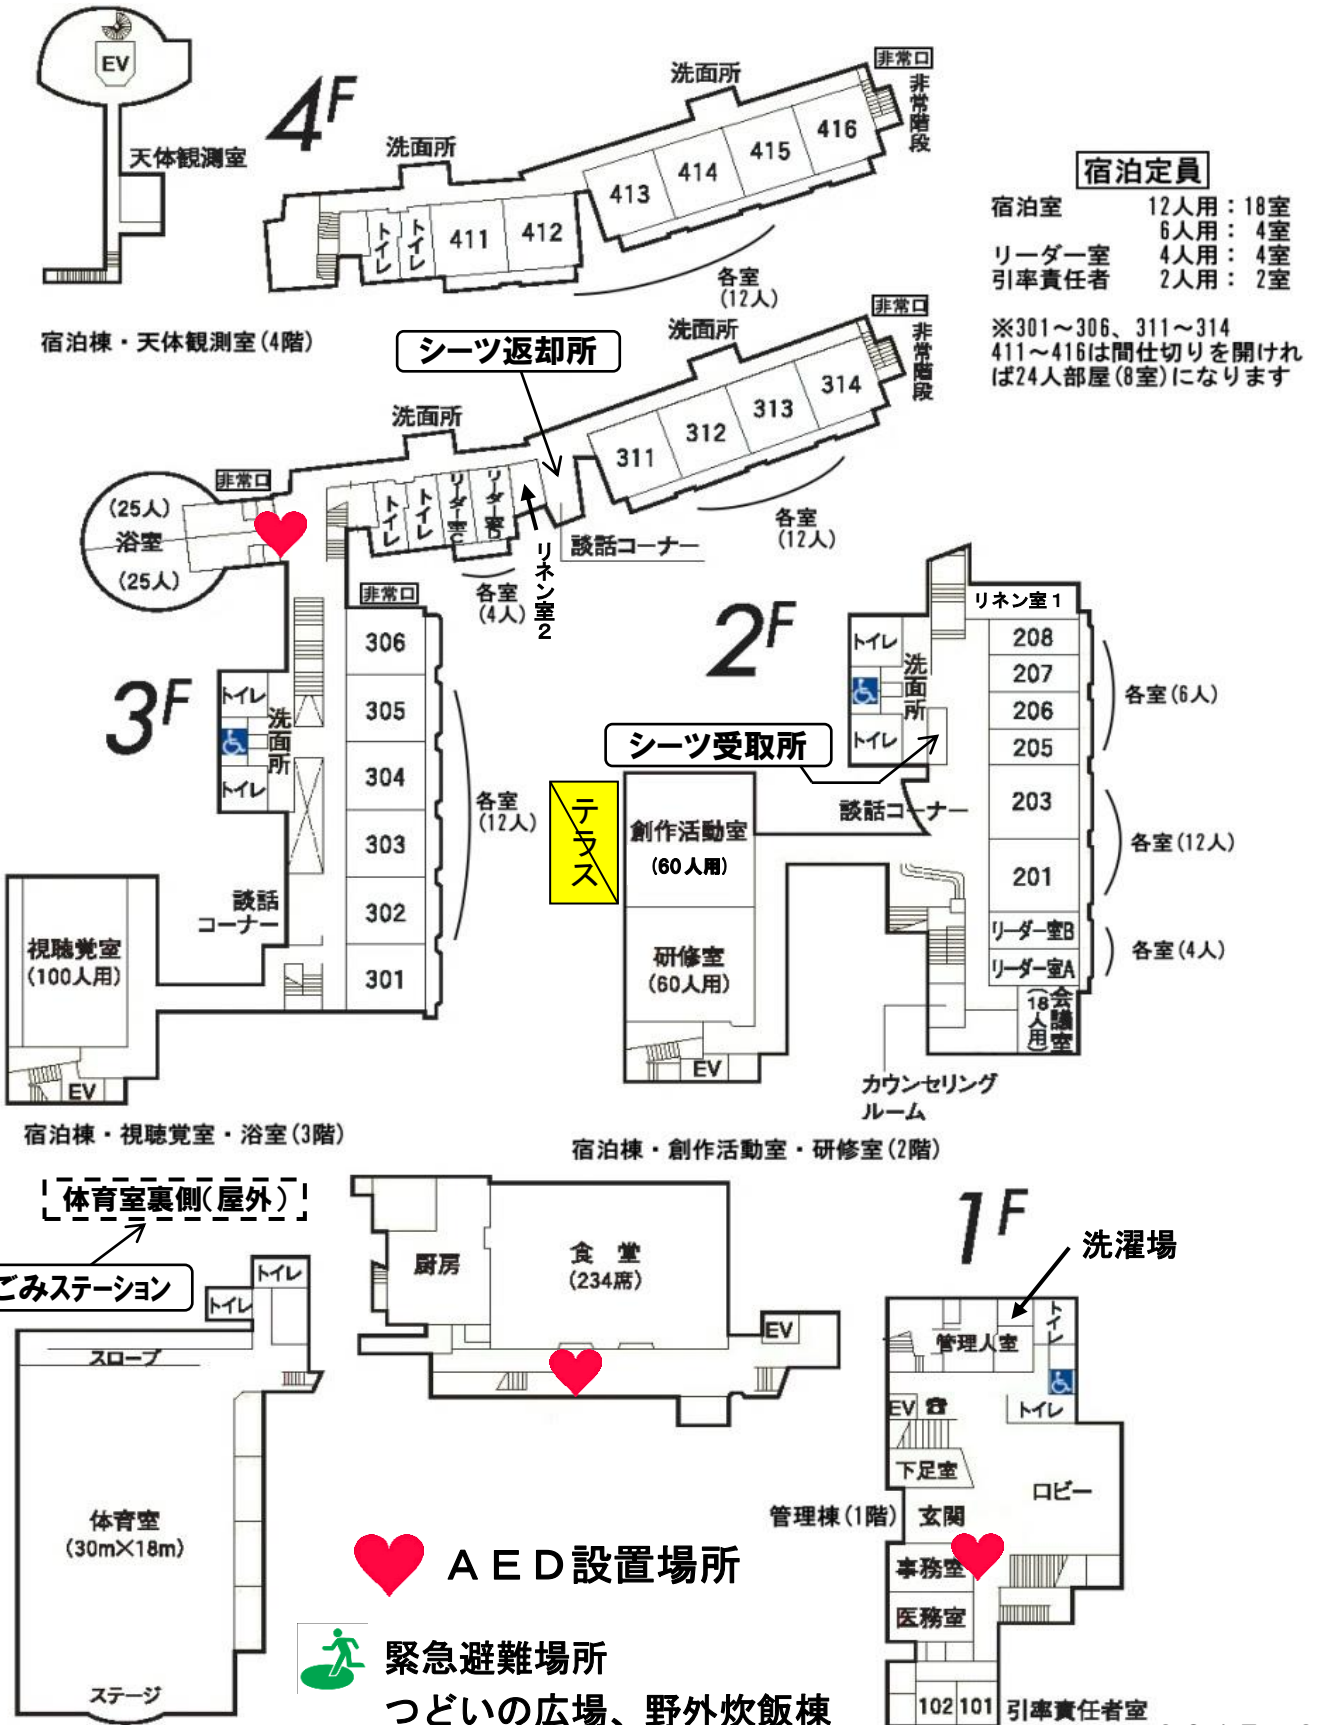 EV
天体観測室
4F
洗面所
洗面所
非常口
非常階段
トイレ
トイレ
411
412
413
414
415
416
各室
(12人)
宿泊棟・天体観測室(4階)
宿泊定員
宿泊室 12人用：18室
6人用： 4室
リーダー室 4人用： 4室
引率責任者 2人用： 2室
※301～306、311～314
411～416は間仕切りを開けれ
ば24人部屋(8室)になります
シーツ返却所
洗面所
洗面所
非常口
非常階段
311
312
313
314
各室
(12人)
非常口
(25人)
浴室
(25人)
トイレ
トイレ
リーダー室C
リーダー室D
各室
(4人)
リネン室2
談話コーナー
非常口
3F
トイレ
トイレ
洗面所
306
305
304
303
302
301
各室
(12人)
談話
コーナー
視聴覚室
(100人用)
EV
宿泊棟・視聴覚室・浴室(3階)
2F
リネン室1
トイレ
トイレ
洗面所
208
207
206
205
203
201
リーダー室B
リーダー室A
会議室
(18人用)
各室(6人)
各室(12人)
各室(4人)
シーツ受取所
談話コーナー
テラス
創作活動室
(60人用)
研修室
(60人用)
EV
カウンセリング
ルーム
宿泊棟・創作活動室・研修室(2階)
体育室裏側(屋外)
ごみステーション
トイレ
トイレ
スロープ
体育室
(30m×18m)
ステージ
厨房
食堂
(234席)
EV
1F
洗濯場
管理人室
トイレ
トイレ
EV
下足室
ロビー
管理棟(1階)
玄関
事務室
医務室
102
101
引率責任者室
AED設置場所
緊急避難場所
つどいの広場、野外炊飯棟